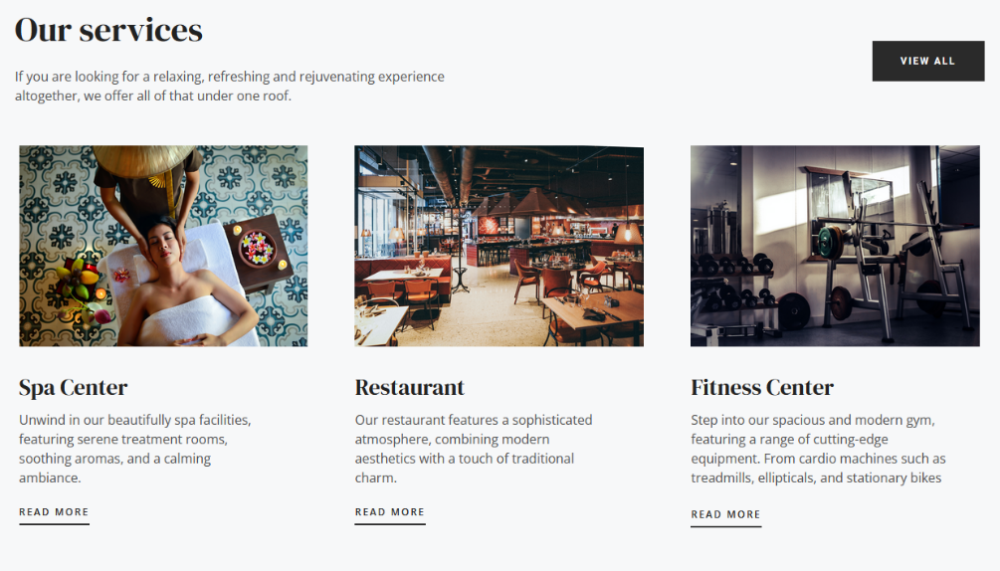 Our services
If you are looking for a relaxing, refreshing and rejuvenating experience
altogether, we offer all of that under one roof.
VIEW ALL
Spa Center
Unwind in our beautifully spa facilities,
featuring serene treatment rooms,
soothing aromas, and a calming
ambiance.
READ MORE
Restaurant
Our restaurant features a sophisticated
atmosphere, combining modern
aesthetics with a touch of traditional
charm.
READ MORE
Fitness Center
Step into our spacious and modern gym,
featuring a range of cutting-edge
equipment. From cardio machines such as
treadmills, ellipticals, and stationary bikes
READ MORE